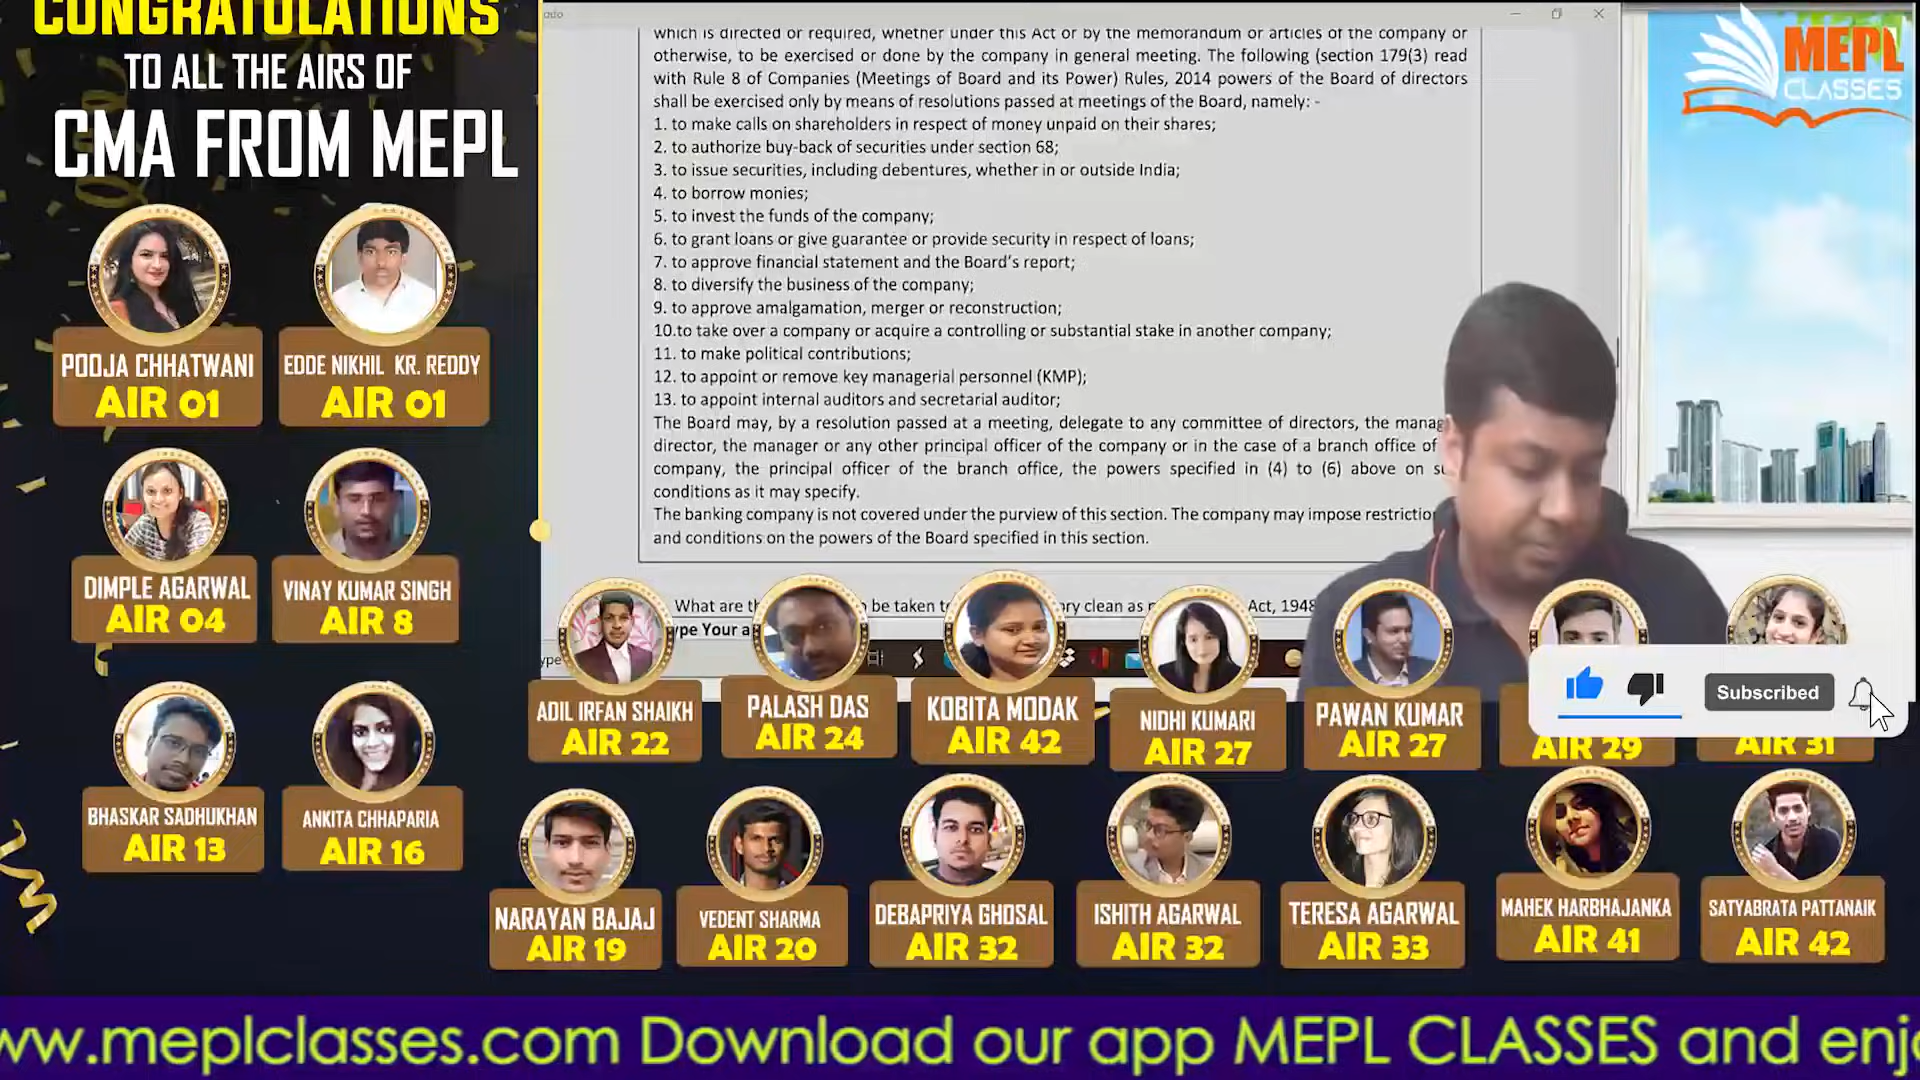 CONGRATULATIONS
TO ALL THE AIRS OF
CMA FROM MEPL
POOJA CHHATWANI
AIR 01
EDDE NIKHIL KR. REDDY
AIR 01
DIMPLE AGARWAL
AIR 04
VINAY KUMAR SINGH
AIR 8
BHASKAR SADHUKHAN
AIR 13
ANKITA CHHAPARIA
AIR 16
which is directed or required, whether under this Act or by the memorandum or articles of the company or
otherwise, to be exercised or done by the company in general meeting. The following (section 179(3) read
with Rule 8 of Companies (Meetings of Board and its Power) Rules, 2014 powers of the Board of directors
shall be exercised only by means of resolutions passed at meetings of the Board, namely: -
1. to make calls on shareholders in respect of money unpaid on their shares;
2. to authorize buy-back of securities under section 68;
3. to issue securities, including debentures, whether in or outside India;
4. to borrow monies;
5. to invest the funds of the company;
6. to grant loans or give guarantee or provide security in respect of loans;
7. to approve financial statement and the Board's report;
8. to diversify the business of the company;
9. to approve amalgamation, merger or reconstruction;
10.to take over a company or acquire a controlling or substantial stake in another company;
11. to make political contributions;
12. to appoint or remove key managerial personnel (KMP);
13. to appoint internal auditors and secretarial auditor;
The Board may, by a resolution passed at a meeting, delegate to any committee of directors, the
director, the manager or any other principal officer of the company or in the case of a branch office of
company, the principal officer of the branch office, the powers specified in (4) to (6) above on
conditions as it may specify.
The banking company is not covered under the purview of this section. The company may impose
and conditions on the powers of the Board specified in this section.
What are be taken clean as Act, 1948
Your
MEPL
CLASSES
Subscribed
ADIL IRFAN SHAIKH
AIR 22
PALASH DAS
AIR 24
KOBITA MODAK
AIR 42
NIDHI KUMARI
AIR 27
PAWAN KUMAR
AIR 27
AIR 29
AIR 31
NARAYAN BAJAJ
AIR 19
VEDENT SHARMA
AIR 20
DEBAPRIYA GHOSAL
AIR 32
ISHITH AGARWAL
AIR 32
TERESA AGARWAL
AIR 33
MAHEK HARBHAJANKA
AIR 41
SATYABRATA PATTANAIK
AIR 42
ww.meplclasses.com Download our app MEPL CLASSES and enj